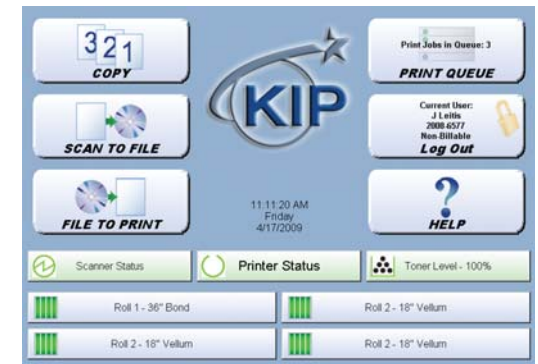 321
COPY
SCAN TO FILE
FILE TO PRINT
KIP
11:11:20 AM
Friday
4/17/2009
Print Jobs in Queue: 3
PRINT QUEUE
Current User:
J Leitis
2008-6577
Non-Billable
Log Out
?
HELP
Scanner Status
Printer Status
Toner Level - 100%
Roll 1 - 36" Bond
Roll 2 - 18" Vellum
Roll 2 - 18" Vellum
Roll 2 - 18" Vellum